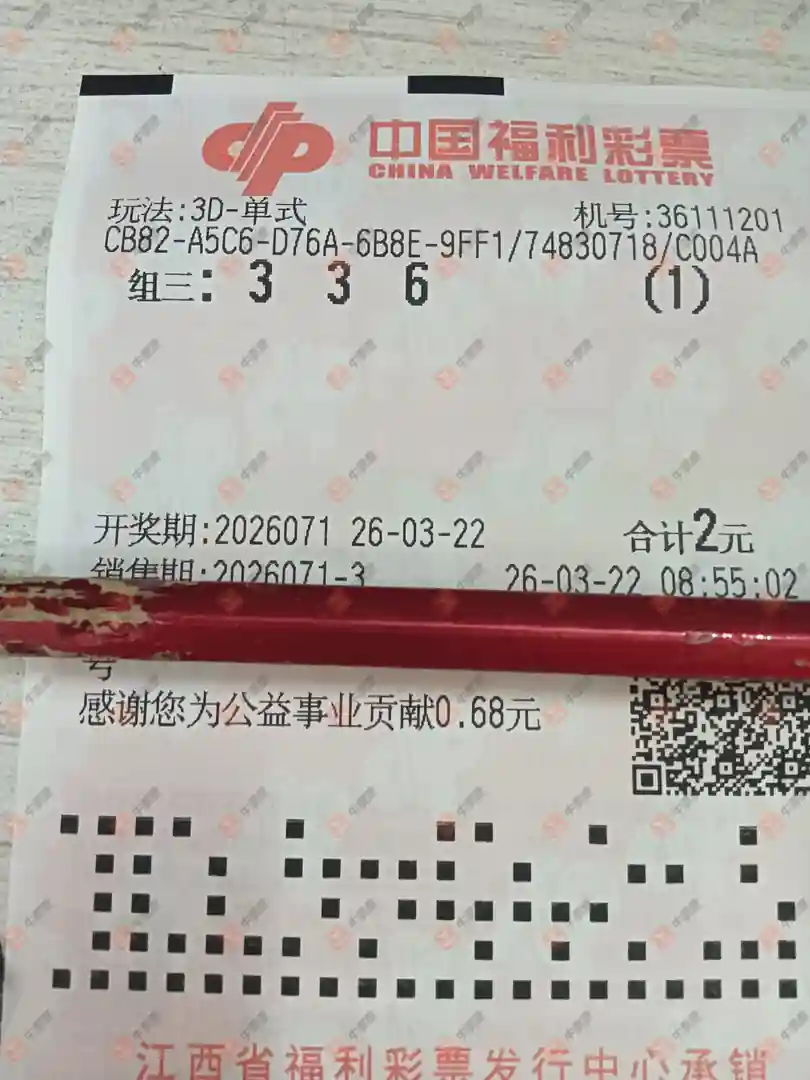 中国福利彩票
CHINA WELFARE LOTTERY
玩法:3D-单式 机号:36111201
CB82-A5C6-D76A-6B8E-9FF1/74830718/C004A
组三: 3 3 6 (1)
开奖期:2026071 26-03-22 合计2元
销售期:2026071-3 26-03-22 08:55:02
号
感谢您为公益事业贡献0.68元
江西省福利彩票发行中心承销